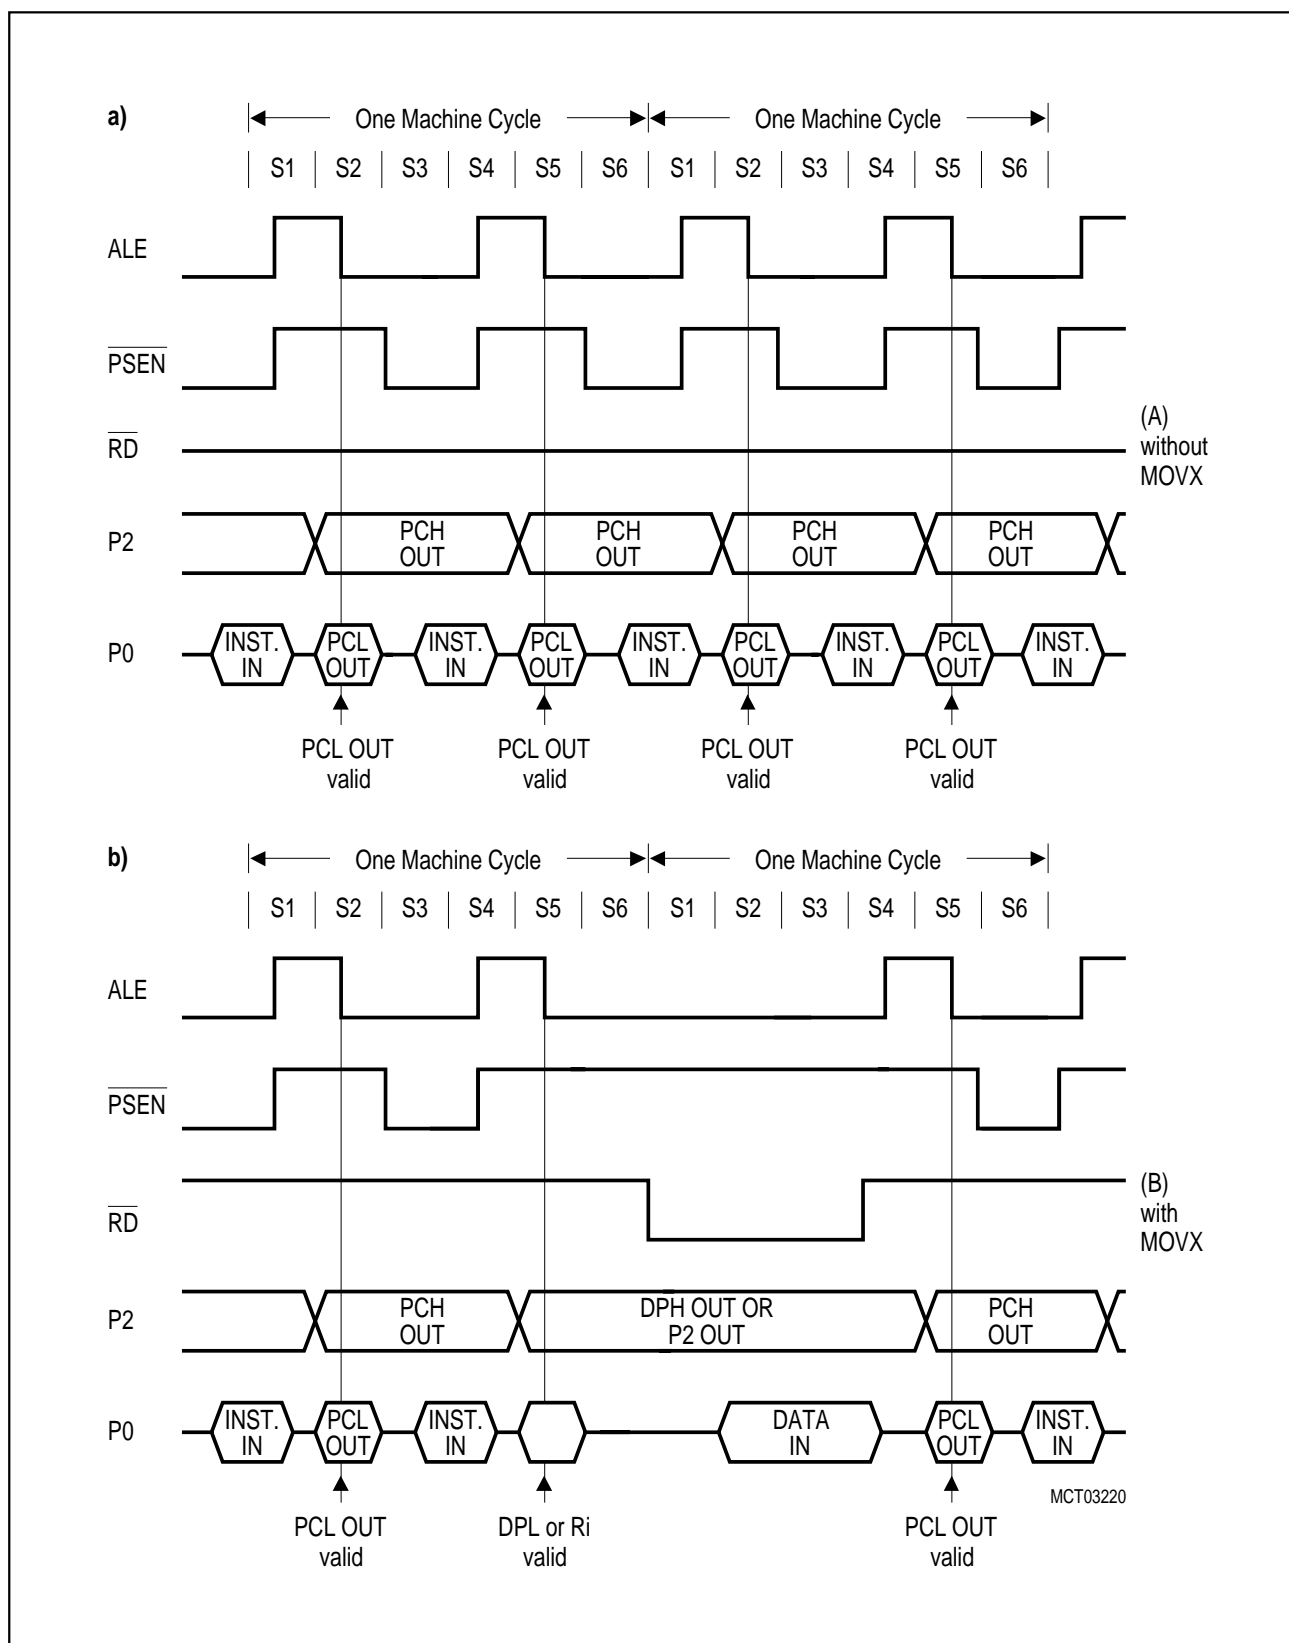 a)
One Machine Cycle One Machine Cycle
S1 S2 S3 S4 S5 S6 S1 S2 S3 S4 S5 S6
ALE
PSEN
RD
(A)
without
MOVX
P2
PCH
OUT
PCH
OUT
PCH
OUT
PCH
OUT
P0
INST.
IN
PCL
OUT
INST.
IN
PCL
OUT
INST.
IN
PCL
OUT
INST.
IN
PCL
OUT
INST.
IN
PCL OUT
valid
PCL OUT
valid
PCL OUT
valid
PCL OUT
valid
b)
One Machine Cycle One Machine Cycle
S1 S2 S3 S4 S5 S6 S1 S2 S3 S4 S5 S6
ALE
PSEN
RD
(B)
with
MOVX
P2
PCH
OUT
DPH OUT OR
P2 OUT
PCH
OUT
P0
INST.
IN
PCL
OUT
INST.
IN
DATA
IN
PCL
OUT
INST.
IN
MCT03220
PCL OUT
valid
DPL or Ri
valid
PCL OUT
valid